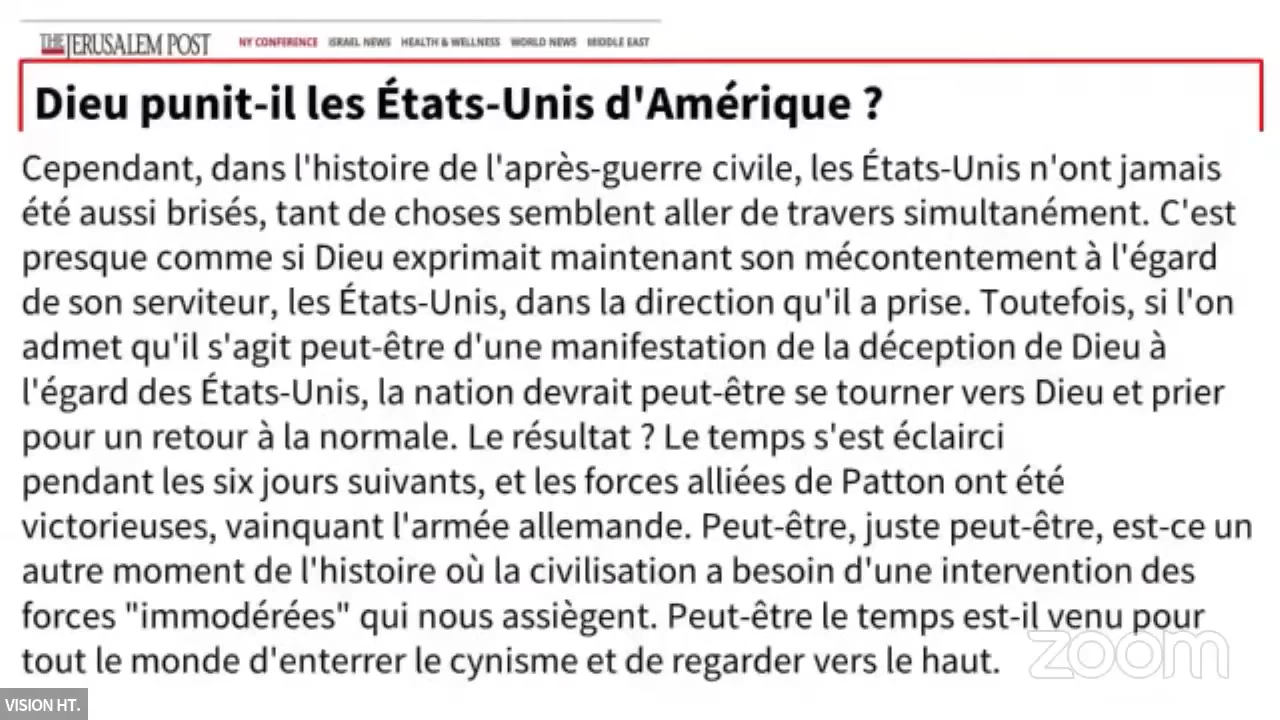 THE JERUSALEM POST NY CONFERENCE ISRAEL NEWS HEALTH & WELLNESS WORLD NEWS MIDDLE EAST
Dieu punit-il les États-Unis d'Amérique ?
Cependant, dans l'histoire de l'après-guerre civile, les États-Unis n'ont jamais
été aussi brisés, tant de choses semblent aller de travers simultanément. C'est
presque comme si Dieu exprimait maintenant son mécontentement à l'égard
de son serviteur, les États-Unis, dans la direction qu'il a prise. Toutefois, si l'on
admet qu'il s'agit peut-être d'une manifestation de la déception de Dieu à
l'égard des États-Unis, la nation devrait peut-être se tourner vers Dieu et prier
pour un retour à la normale. Le résultat ? Le temps s'est éclairci
pendant les six jours suivants, et les forces alliées de Patton ont été
victorieuses, vainquant l'armée allemande. Peut-être, juste peut-être, est-ce un
autre moment de l'histoire où la civilisation a besoin d'une intervention des
forces "immodérées" qui nous assiègent. Peut-être le temps est-il venu pour
tout le monde d'enterrer le cynisme et de regarder vers le haut.
zoom
VISION HT.